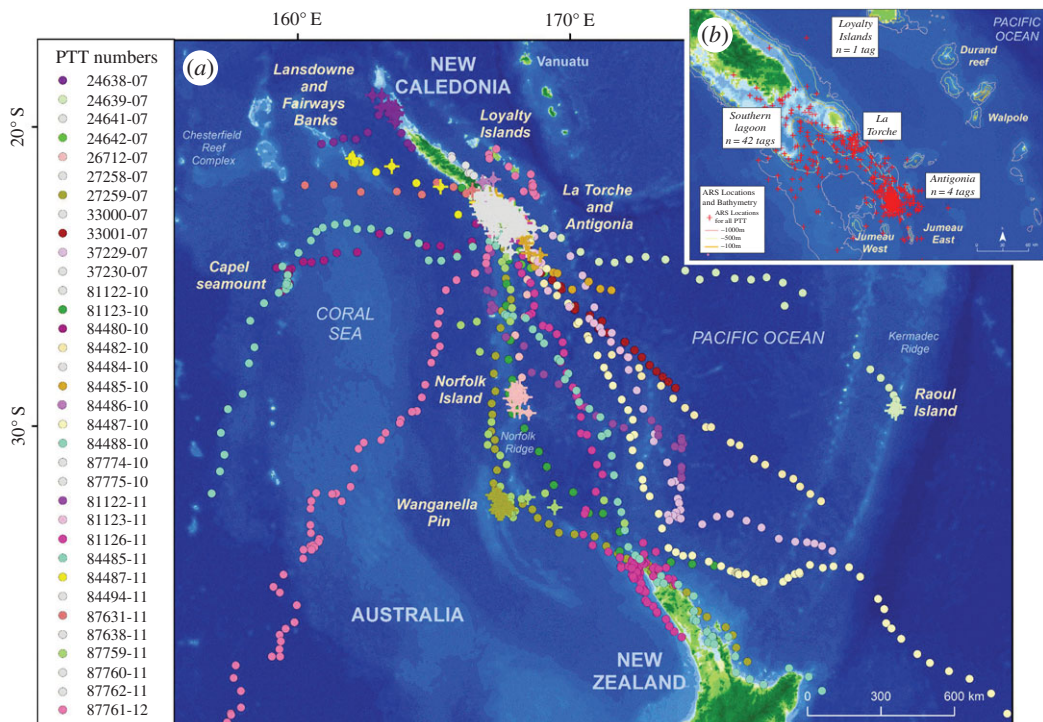 160° E
170° E
20° S
30° S
PTT numbers
24638-07
24639-07
24641-07
24642-07
26712-07
27258-07
27259-07
33000-07
33001-07
37229-07
37230-07
81122-10
81123-10
84480-10
84482-10
84484-10
84485-10
84486-10
84487-10
84488-10
87774-10
87775-10
81122-11
81123-11
81126-11
84485-11
84487-11
84494-11
87631-11
87638-11
87759-11
87760-11
87762-11
87761-12
(a)
Lansdowne
and
Fairways
Banks
NEW
CALEDONIA
Vanuatu
Loyalty
Islands
Chesterfield
Reef
Complex
La Torche
and
Antigonia
Capel
seamount
CORAL
SEA
PACIFIC OCEAN
Kermadec
Ridge
Norfolk
Island
Raoul
Island
Norfolk
Ridge
Wanganella
Pin
AUSTRALIA
NEW
ZEALAND
0 300 600 km
(b)
Loyalty
Islands
n = 1 tag
PACIFIC
OCEAN
Durand
reef
Walpole
Southern
lagoon
n = 42 tags
La
Torche
Antigonia
n = 4 tags
ARS Locations
and Bathymetry
ARS Locations
for all PTT
–1000m
–500m
–100m
Jumeau
West
Jumeau
East